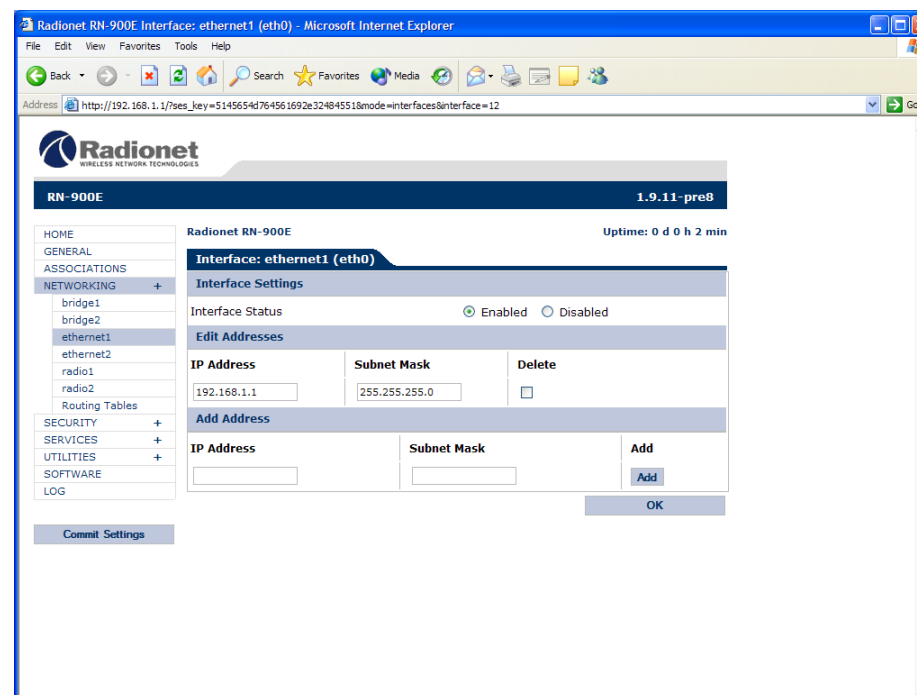 Radionet RN-900E Interface: ethernet1 (eth0) - Microsoft Internet Explorer
File Edit View Favorites Tools Help
Back Search Favorites Media
Address http://192.168.1.1/?ses_key=5145654d764561692e32484551&mode=interfaces&interface=12 Go
Radionet
WIRELESS NETWORK TECHNOLOGIES
RN-900E 1.9.11-pre8
HOME
GENERAL
ASSOCIATIONS
NETWORKING +
bridge1
bridge2
ethernet1
ethernet2
radio1
radio2
Routing Tables
SECURITY +
SERVICES +
UTILITIES +
SOFTWARE
LOG
Commit Settings
Radionet RN-900E Uptime: 0 d 0 h 2 min
Interface: ethernet1 (eth0)
Interface Settings
Interface Status Enabled Disabled
Edit Addresses
IP Address Subnet Mask Delete
192.168.1.1 255.255.255.0
Add Address
IP Address Subnet Mask Add
Add
OK